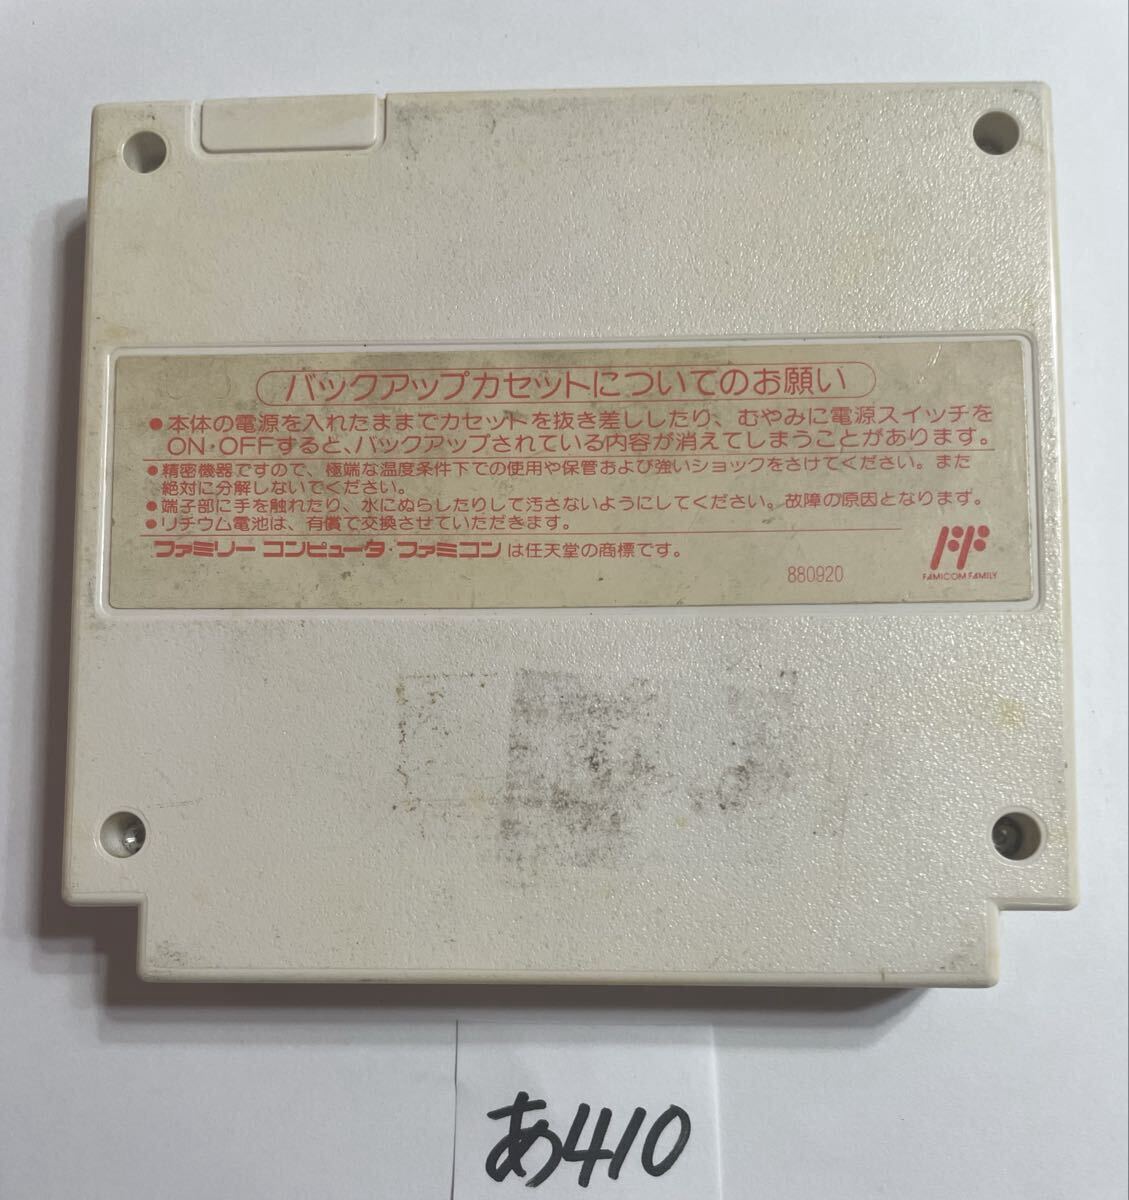 バックアップカセットについてのお願い
●本体の電源を入れたままでカセットを抜き差ししたり、むやみに電源スイッチを
ON・OFFすると、バックアップされている内容が消えてしまうことがあります。
●精密機器ですので、極端な温度条件下での使用や保管および強いショックをさけてください。また
絶対に分解しないでください。
●端子部に手を触れたり、水にぬらしたりして汚さないようにしてください。故障の原因となります。
●リチウム電池は、有償で交換させていただきます。
ファミリー コンピュータ・ファミコン は任天堂の商標です。
880920
FAMICOM FAMILY
あ410